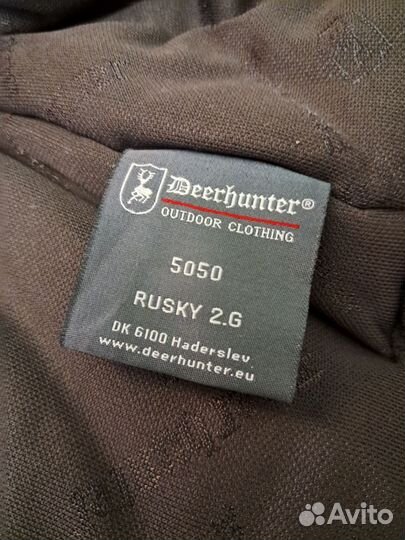 Deerhunter®
OUTDOOR CLOTHING
5050
RUSKY 2.G
DK 6100 Haderslev
www.deerhunter.eu
Avito